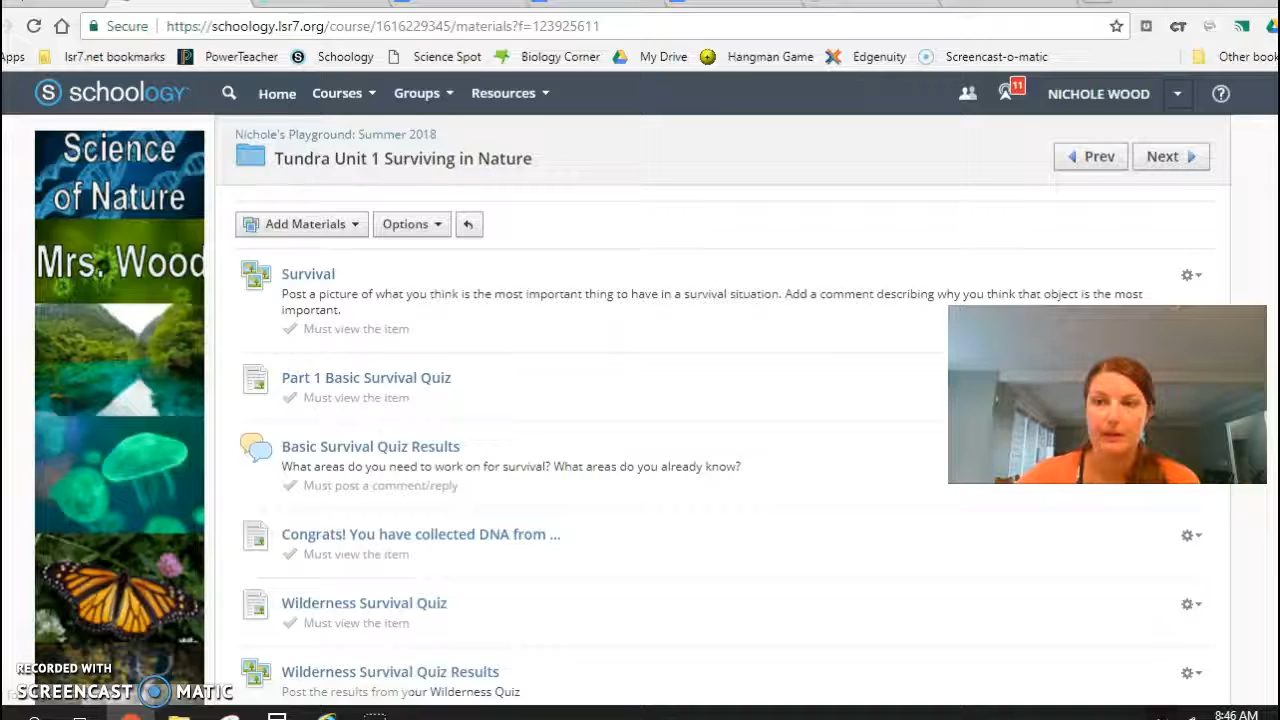 Secure https://schoology.lsr7.org/course/1616229345/materials?f=123925611
Apps lsr7.net bookmarks PowerTeacher Schoology Science Spot Biology Corner My Drive Hangman Game Edgenuity Screencast-o-matic Other book
schoology Home Courses Groups Resources 11 NICHOLE WOOD
Science
of Nature
Mrs. Wood
Nichole's Playground: Summer 2018
Tundra Unit 1 Surviving in Nature
Prev Next
Add Materials Options
Survival
Post a picture of what you think is the most important thing to have in a survival situation. Add a comment describing why you think that object is the most
important.
Must view the item
Part 1 Basic Survival Quiz
Must view the item
Basic Survival Quiz Results
What areas do you need to work on for survival? What areas do you already know?
Must post a comment/reply
Congrats! You have collected DNA from ...
Must view the item
Wilderness Survival Quiz
Must view the item
Wilderness Survival Quiz Results
Post the results from your Wilderness Quiz
RECORDED WITH
SCREENCAST MATIC
8:46 AM